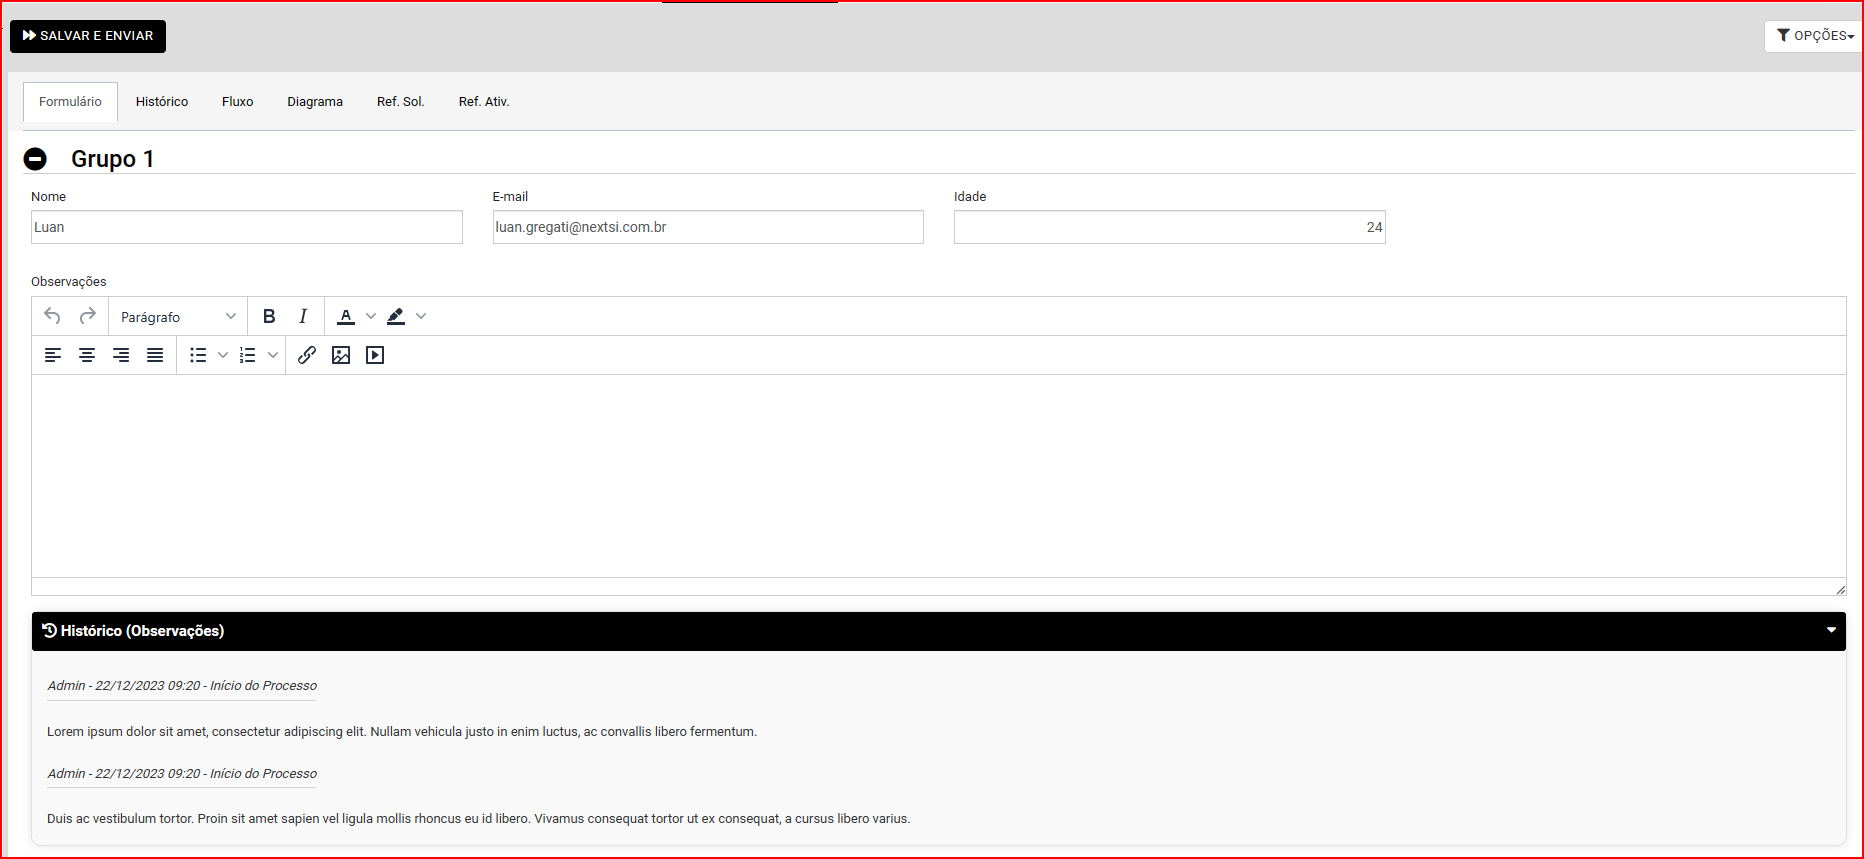 SALVAR E ENVIAR
OPÇÕES
Formulário Histórico Fluxo Diagrama Ref. Sol. Ref. Ativ.
Grupo 1
Nome E-mail Idade
Luan luan.gregati@nextsi.com.br 24
Observações
Parágrafo B I A
Histórico (Observações)
Admin - 22/12/2023 09:20 - Início do Processo
Lorem ipsum dolor sit amet, consectetur adipiscing elit. Nullam vehicula justo in enim luctus, ac convallis libero fermentum.
Admin - 22/12/2023 09:20 - Início do Processo
Duis ac vestibulum tortor. Proin sit amet sapien vel ligula mollis rhoncus eu id libero. Vivamus consequat tortor ut ex consequat, a cursus libero varius.